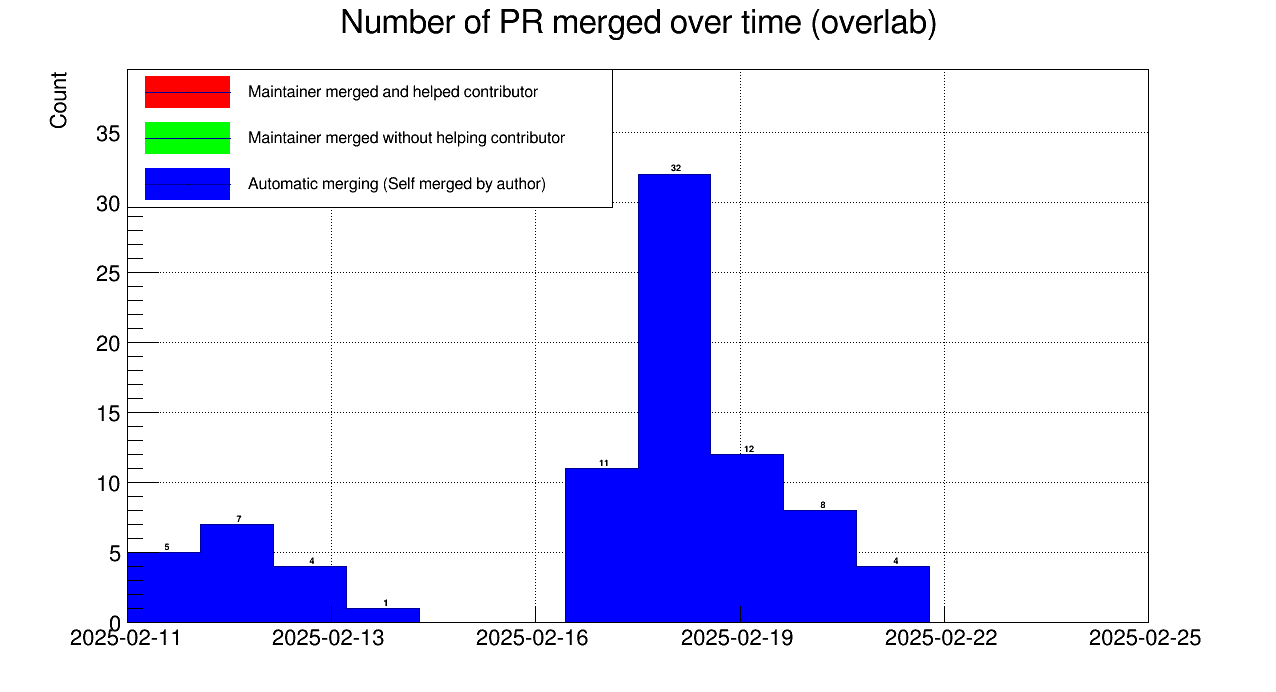 Number of PR merged over time (overlab)
Count
Maintainer merged and helped contributor
Maintainer merged without helping contributor
Automatic merging (Self merged by author)
35
30
25
20
15
10
5
0
5
7
4
1
11
32
12
8
4
2025-02-11 2025-02-13 2025-02-16 2025-02-19 2025-02-22 2025-02-25